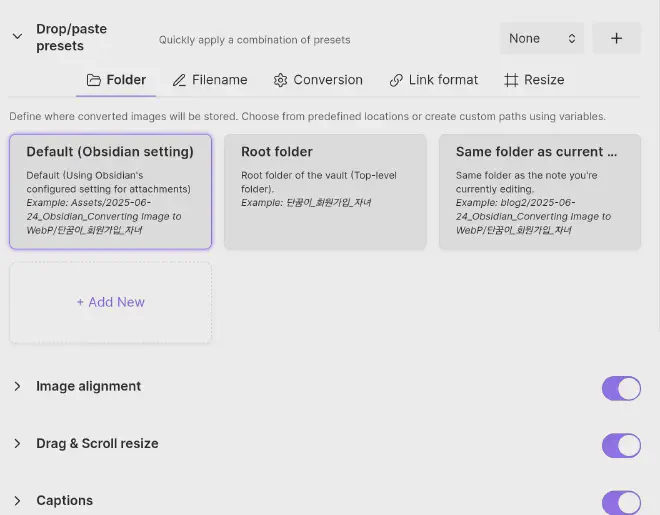 Drop/paste
presets
Quickly apply a combination of presets
None
Folder
Filename
Conversion
Link format
Resize
Define where converted images will be stored. Choose from predefined locations or create custom paths using variables.
Default (Obsidian setting)
Default (Using Obsidian's
configured setting for attachments)
Example: Assets/2025-06-
24_Obsidian_Converting Image to
WebP/단꿈이_회원가입_자녀
Root folder
Root folder of the vault (Top-level
folder).
Example: 단꿈이_회원가입_자녀
Same folder as current ...
Same folder as the note you're
currently editing.
Example: blog2/2025-06-
24_Obsidian_Converting Image to
WebP/단꿈이_회원가입_자녀
+ Add New
Image alignment
Drag & Scroll resize
Captions